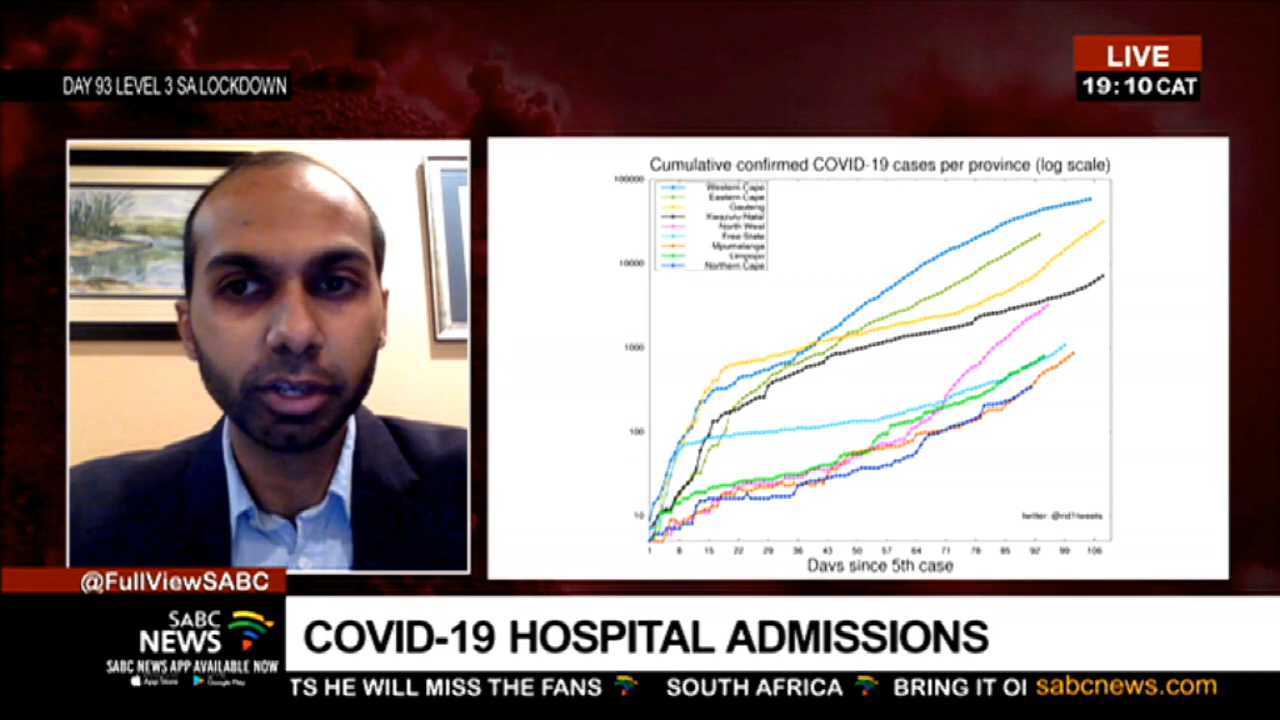 LIVE
19:10 CAT
DAY 93 LEVEL 3 SA LOCKDOWN
Cumulative confirmed COVID-19 cases per province (log scale)
100000
10000
1000
100
10
Western Cape
Eastern Cape
Gauteng
Kwazulu Natal
North West
Free State
Mpumalanga
Limpopo
Northern Cape
twitter: @rid1tweets
1 8 15 22 29 36 43 50 57 64 71 78 85 92 99 106
Days since 5th case
@FullViewSABC
SABC
NEWS
SABC NEWS APP AVAILABLE NOW
App Store Google Play
COVID-19 HOSPITAL ADMISSIONS
TS HE WILL MISS THE FANS SOUTH AFRICA BRING IT OI sabcnews.com